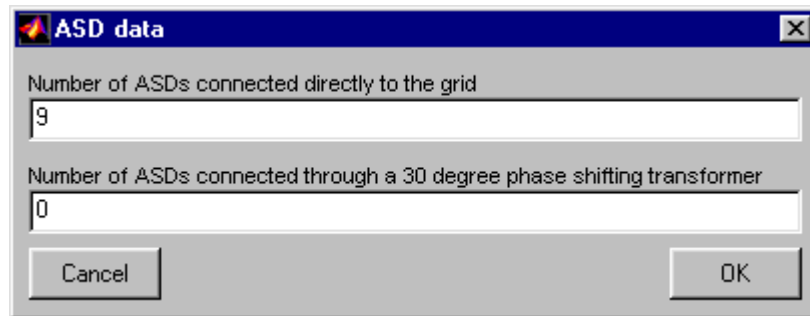 ASD data
Number of ASDs connected directly to the grid
9
Number of ASDs connected through a 30 degree phase shifting transformer
0
Cancel OK